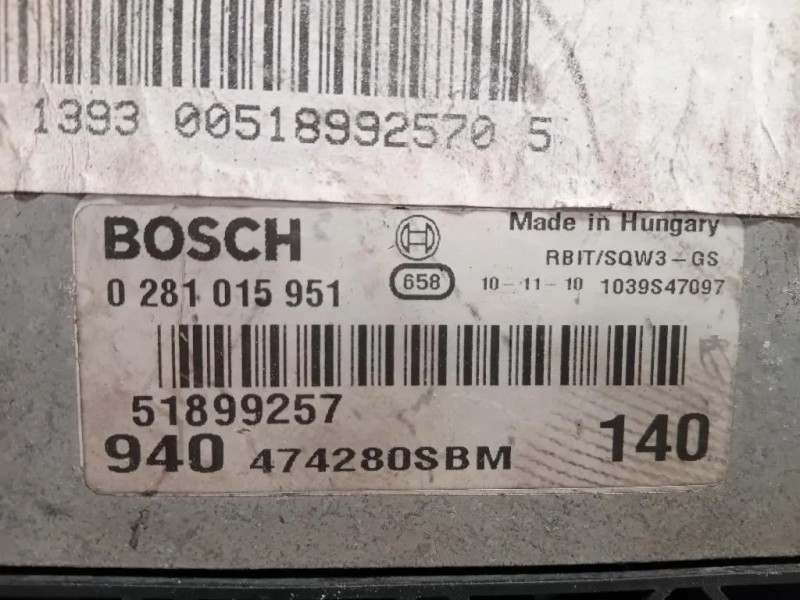 1393 00518992570 5
BOSCH
Made in Hungary
RBIT/SQW3-GS
0 281 015 951
658
10-11-10 1039S47097
51899257
940 474280SBM
140